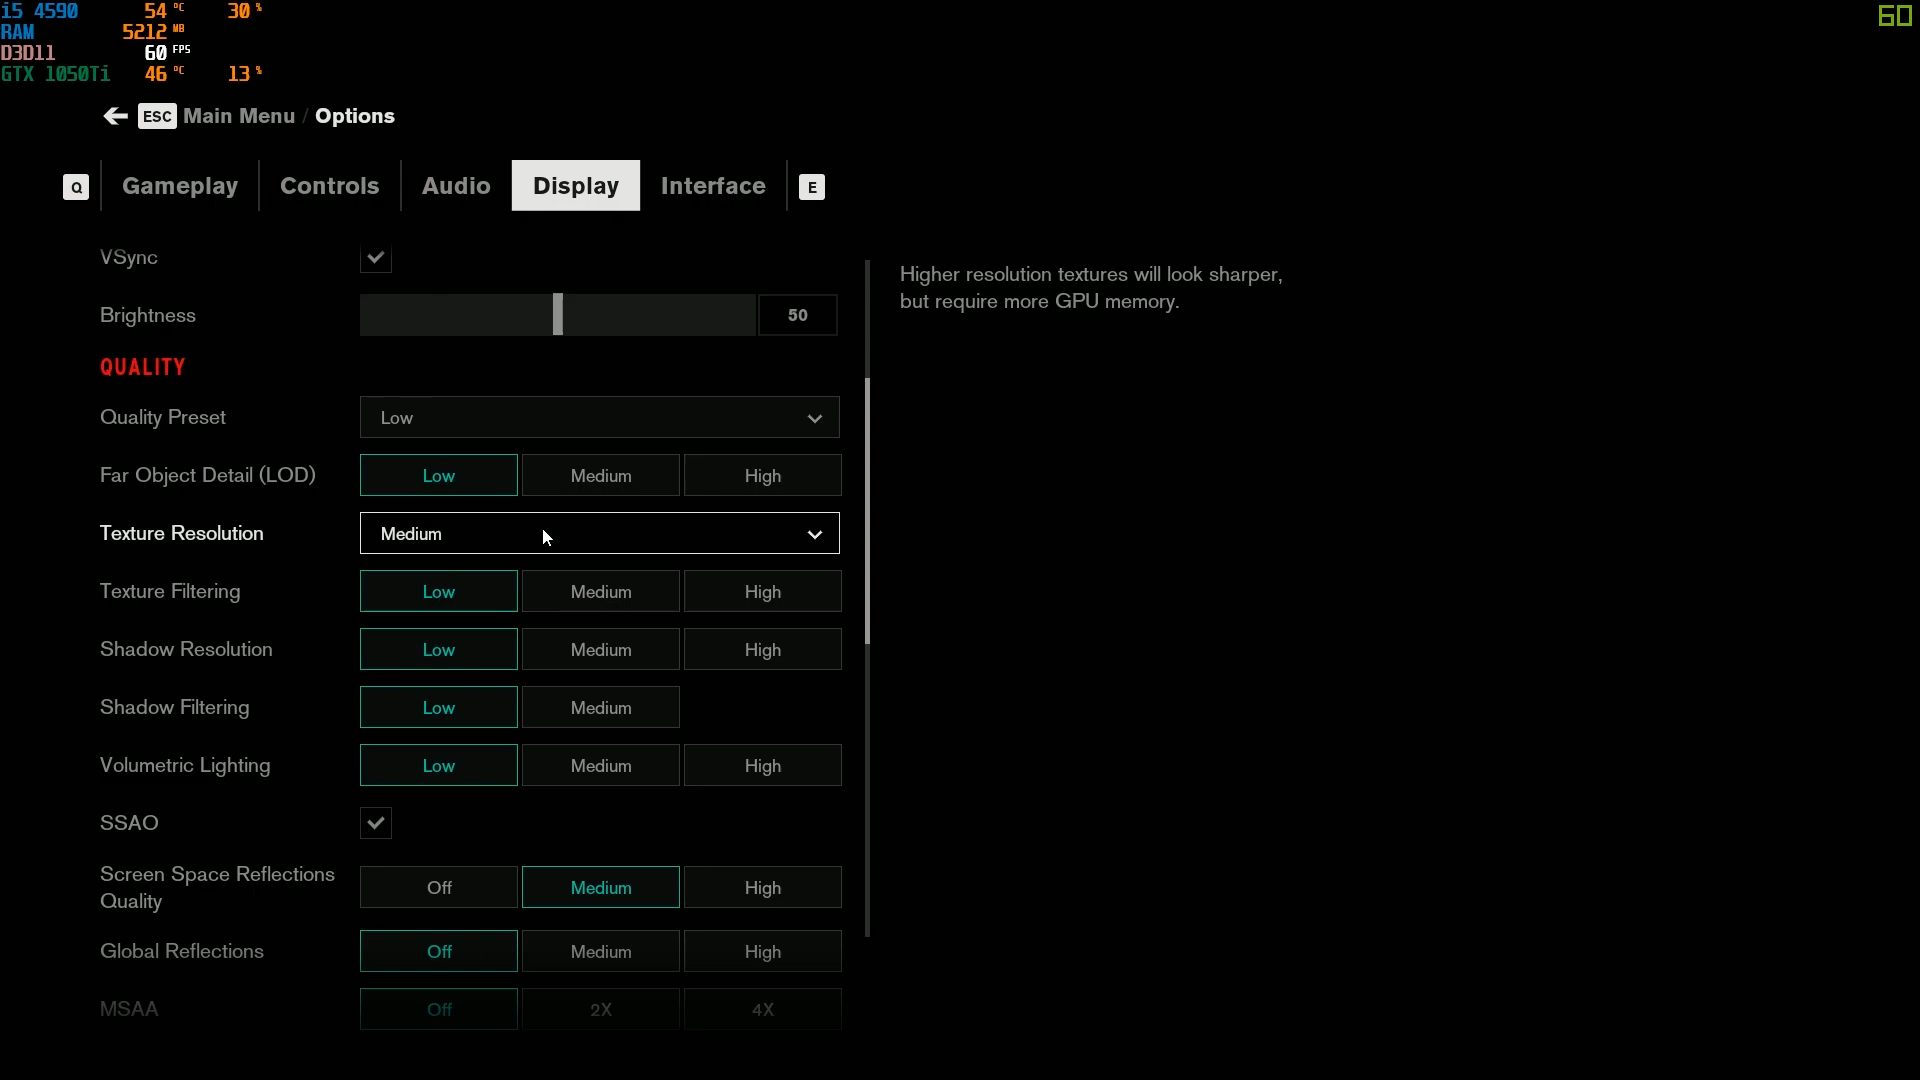 i5 4590 54 °C 30 %
RAM 5212 MB
D3D11 60 FPS
GTX 1050Ti 46 °C 13 %
60
ESC Main Menu / Options
Q Gameplay Controls Audio Display Interface E
VSync
Higher resolution textures will look sharper,
but require more GPU memory.
Brightness 50
QUALITY
Quality Preset Low
Far Object Detail (LOD) Low Medium High
Texture Resolution Medium
Texture Filtering Low Medium High
Shadow Resolution Low Medium High
Shadow Filtering Low Medium
Volumetric Lighting Low Medium High
SSAO
Screen Space Reflections
Quality Off Medium High
Global Reflections Off Medium High
MSAA Off 2X 4X